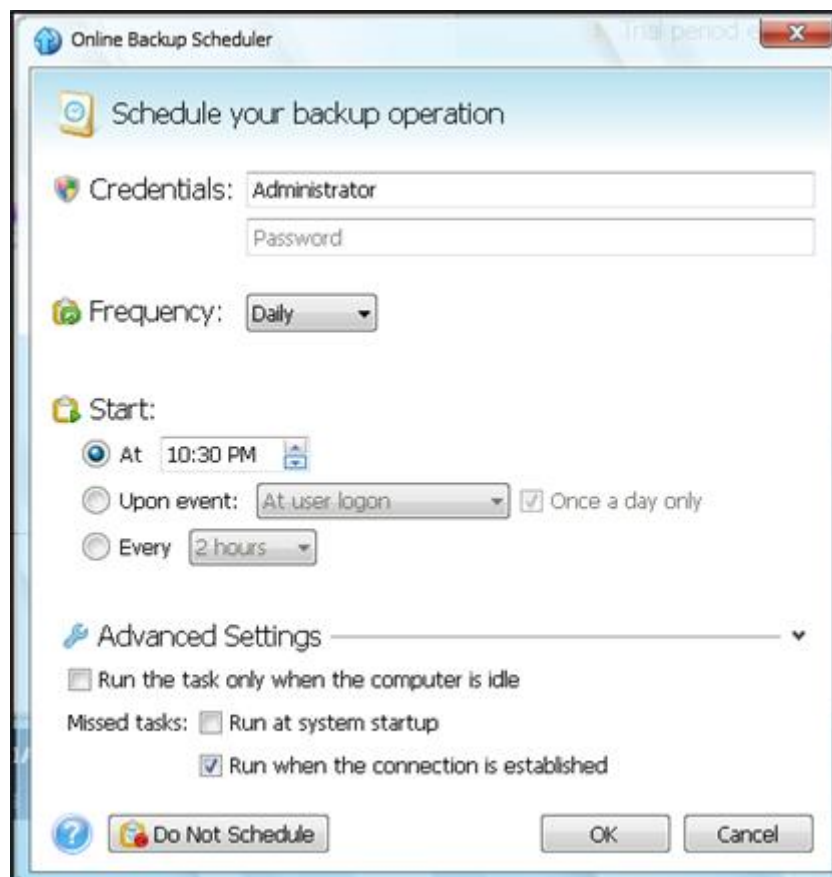 Online Backup Scheduler
Trial period e
Schedule your backup operation
Credentials: Administrator
Password
Frequency: Daily
Start:
At 10:30 PM
Upon event: At user logon Once a day only
Every 2 hours
Advanced Settings
Run the task only when the computer is idle
Missed tasks: Run at system startup
Run when the connection is established
Do Not Schedule OK Cancel